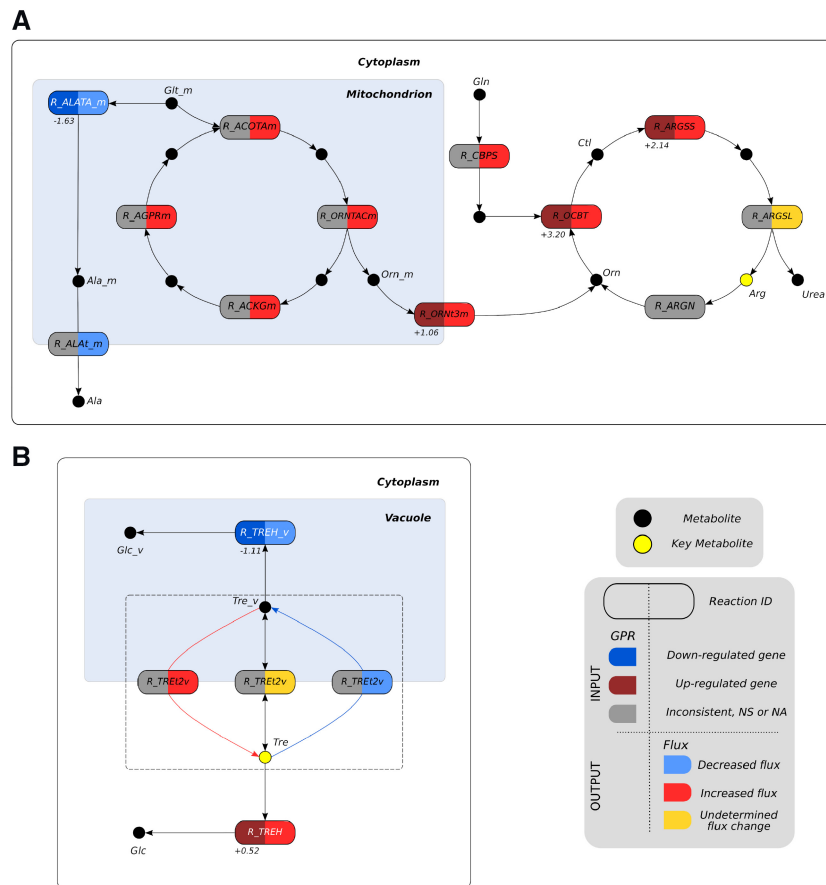 A
Cytoplasm
Mitochondrion
Glt_m
R_ALATA_m
-1.63
R_ACOTAm
R_AGPRm
R_ORNTACm
R_ACKGm
Ala_m
Orn_m
R_ALAt_m
Ala
R_ORNt3m
+1.06
Gln
R_CBPS
Ctl
R_ARGSS
+2.14
R_OCBT
+3.20
R_ARGSL
Orn
Arg
Urea
R_ARGN
B
Cytoplasm
Vacuole
R_TREH_v
-1.11
Glc_v
Tre_v
R_TREt2v
R_TREt2v
R_TREt2v
Tre
R_TREH
+0.52
Glc
Metabolite
Key Metabolite
Reaction ID
GPR
INPUT
Down-regulated gene
Up-regulated gene
Inconsistent, NS or NA
OUTPUT
Flux
Decreased flux
Increased flux
Undetermined
flux change